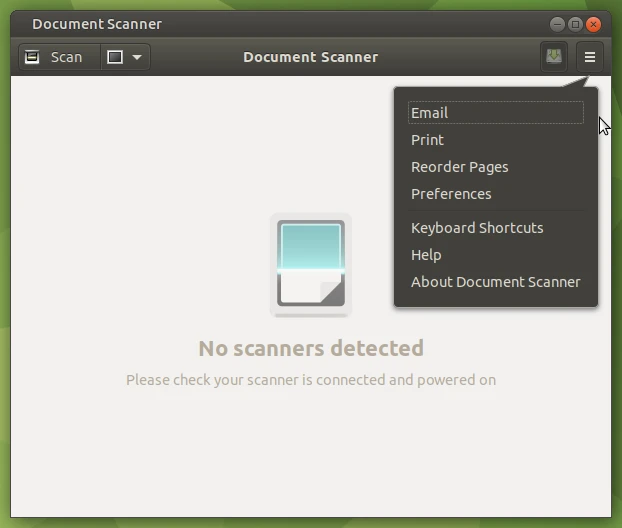 Document Scanner
Scan
Document Scanner
Email
Print
Reorder Pages
Preferences
Keyboard Shortcuts
Help
About Document Scanner
No scanners detected
Please check your scanner is connected and powered on